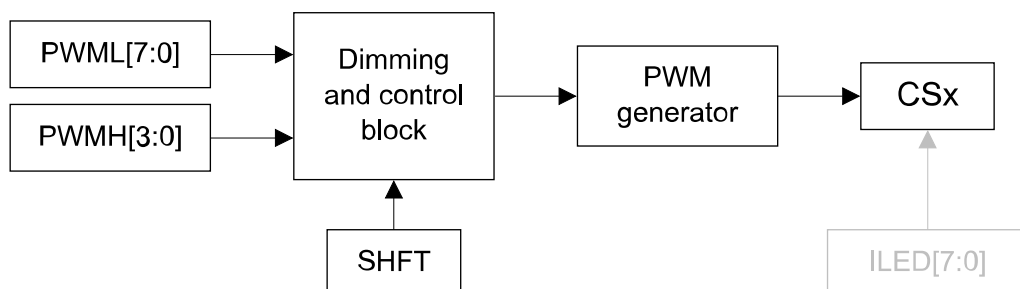 PWML[7:0]
PWMH[3:0]
Dimming
and control
block
SHFT
PWM
generator
CSx
ILED[7:0]